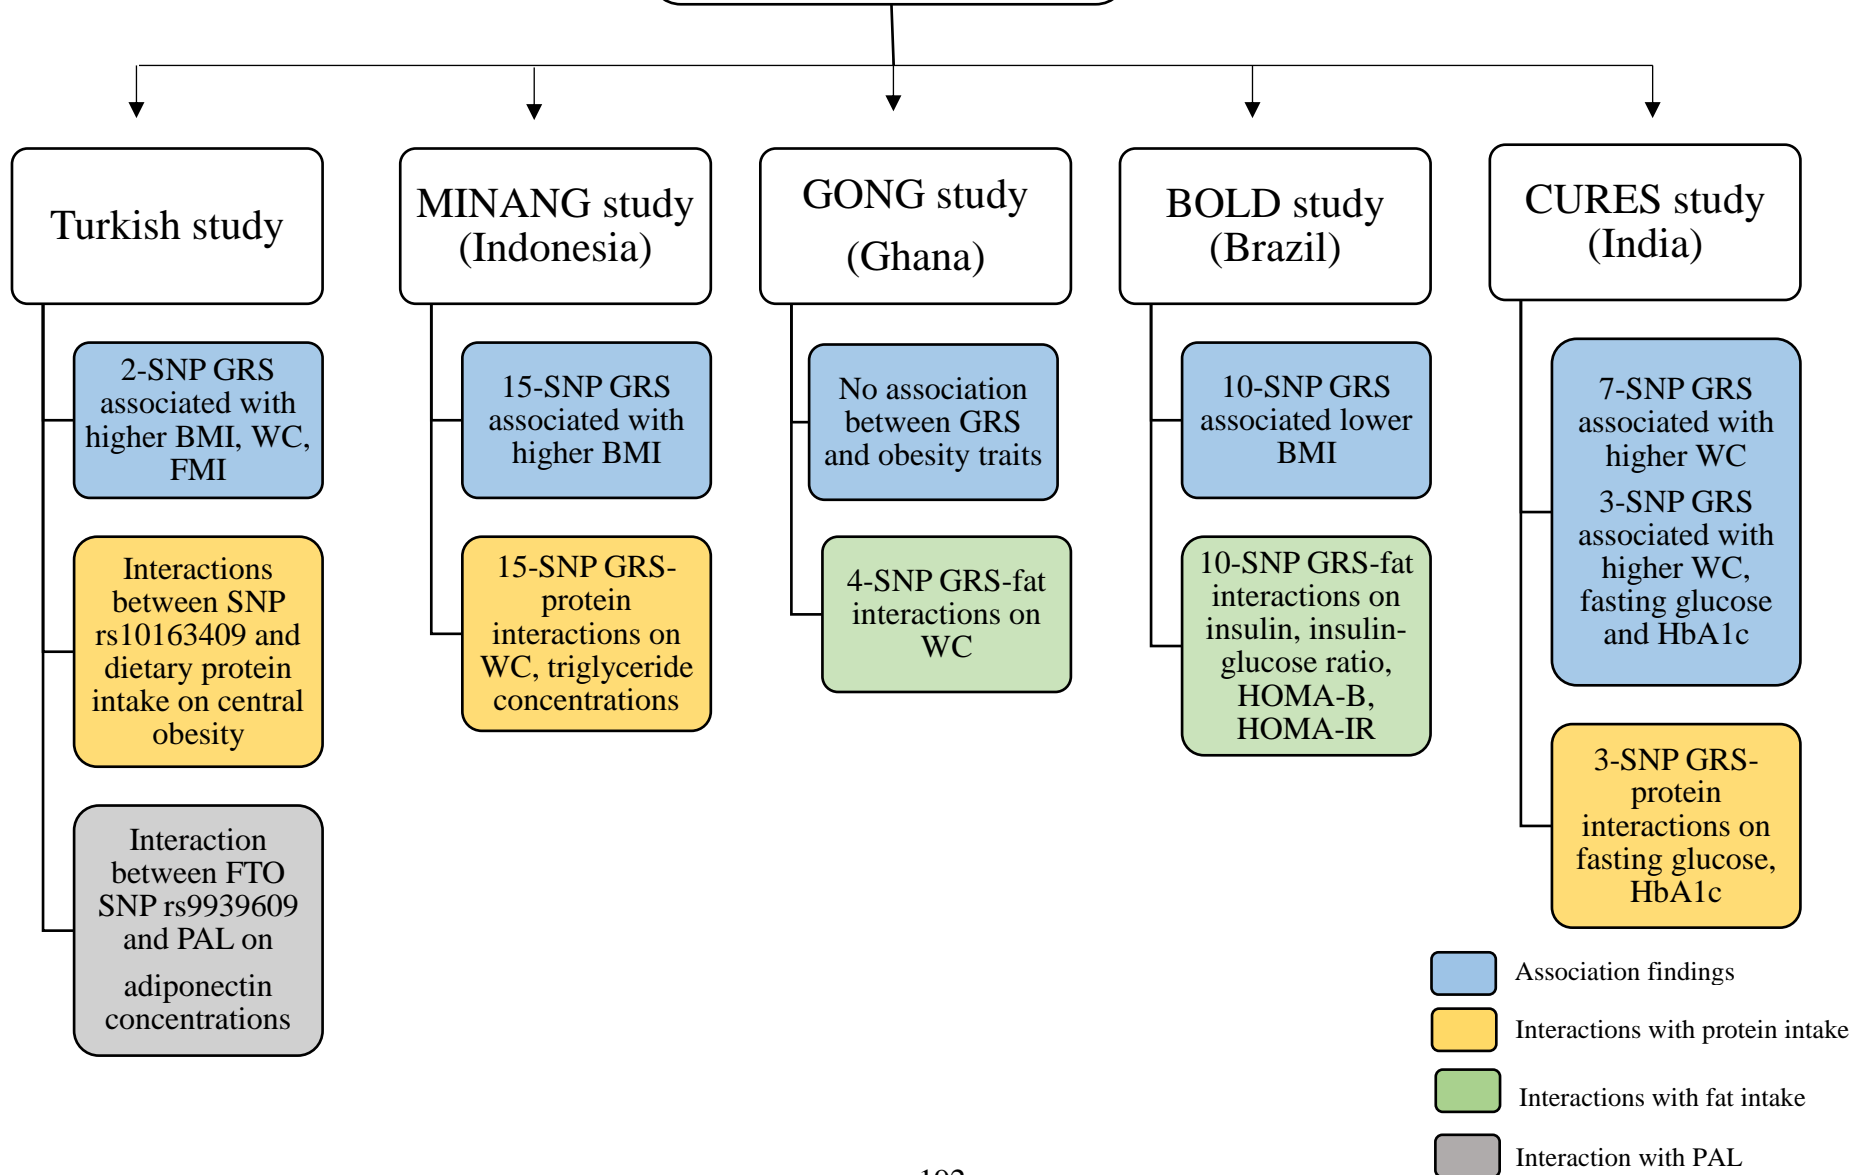 Turkish study
2-SNP GRS
associated with
higher BMI, WC,
FMI
Interactions
between SNP
rs10163409 and
dietary protein
intake on central
obesity
Interaction
between FTO
SNP rs9939609
and PAL on
adiponectin
concentrations
MINANG study
(Indonesia)
15-SNP GRS
associated with
higher BMI
15-SNP GRS-
protein
interactions on
WC, triglyceride
concentrations
GONG study
(Ghana)
No association
between GRS
and obesity traits
4-SNP GRS-fat
interactions on
WC
BOLD study
(Brazil)
10-SNP GRS
associated lower
BMI
10-SNP GRS-fat
interactions on
insulin, insulin-
glucose ratio,
HOMA-B,
HOMA-IR
CURES study
(India)
7-SNP GRS
associated with
higher WC
3-SNP GRS
associated with
higher WC,
fasting glucose
and HbA1c
3-SNP GRS-
protein
interactions on
fasting glucose,
HbA1c
Association findings
Interactions with protein intake
Interactions with fat intake
Interaction with PAL